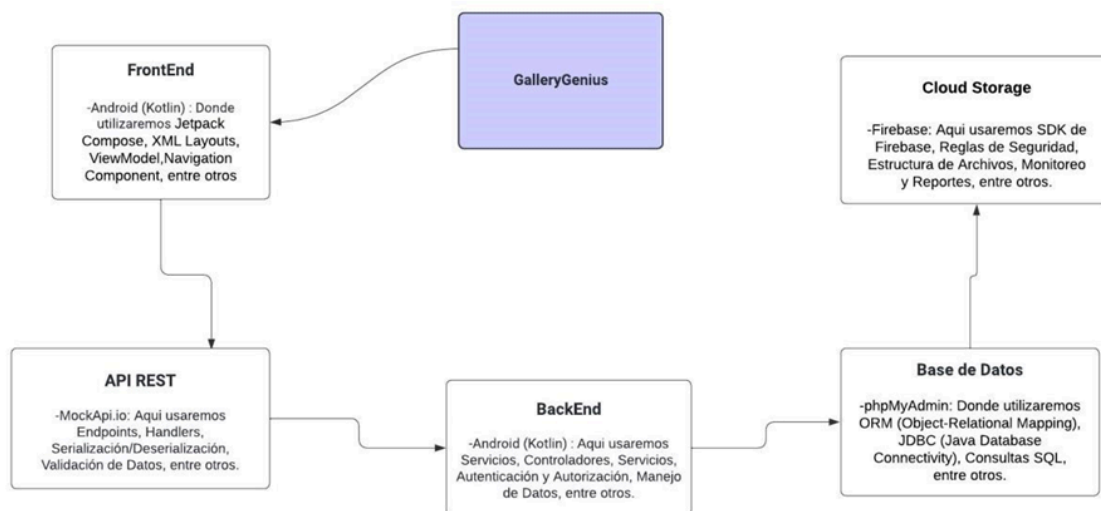 FrontEnd
-Android (Kotlin) : Donde
utilizaremos Jetpack
Compose, XML Layouts,
ViewModel,Navigation
Component, entre otros
GalleryGenius
Cloud Storage
-Firebase: Aqui usaremos SDK de
Firebase, Reglas de Seguridad,
Estructura de Archivos, Monitoreo
y Reportes, entre otros.
API REST
-MockApi.io: Aqui usaremos
Endpoints, Handlers,
Serialización/Deserialización,
Validación de Datos, entre otros.
BackEnd
-Android (Kotlin) : Aqui usaremos
Servicios, Controladores, Servicios,
Autenticación y Autorización, Manejo
de Datos, entre otros.
Base de Datos
-phpMyAdmin: Donde utilizaremos
ORM (Object-Relational Mapping),
JDBC (Java Database
Connectivity), Consultas SQL,
entre otros.